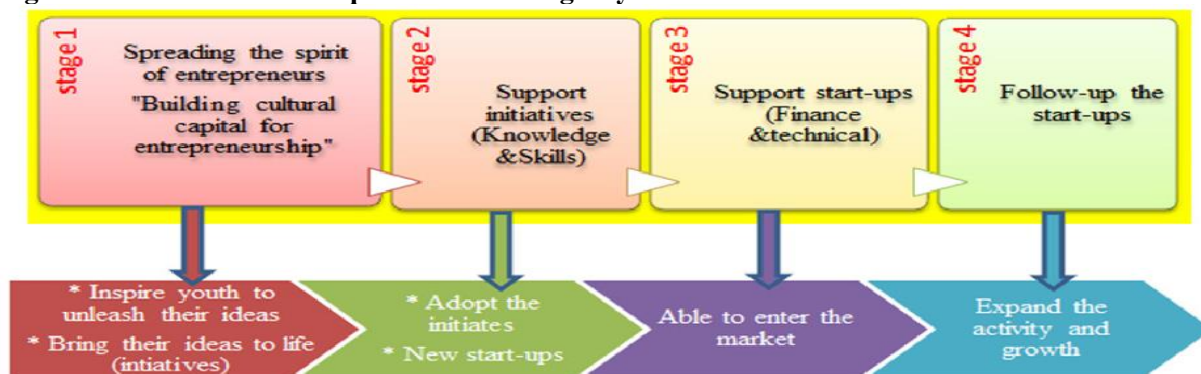 stage 1
Spreading the spirit
of entrepreneurs
"Building cultural
capital for
entrepreneurship"
stage 2
Support
initiatives
(Knowledge
&Skills)
stage 3
Support start-ups
(Finance
&technical)
stage 4
Follow-up the
start-ups
* Inspire youth to
unleash their ideas
* Bring their ideas to life
(intiatives)
* Adopt the
initiates
* New start-ups
Able to enter the
market
Expand the
activity and
growth